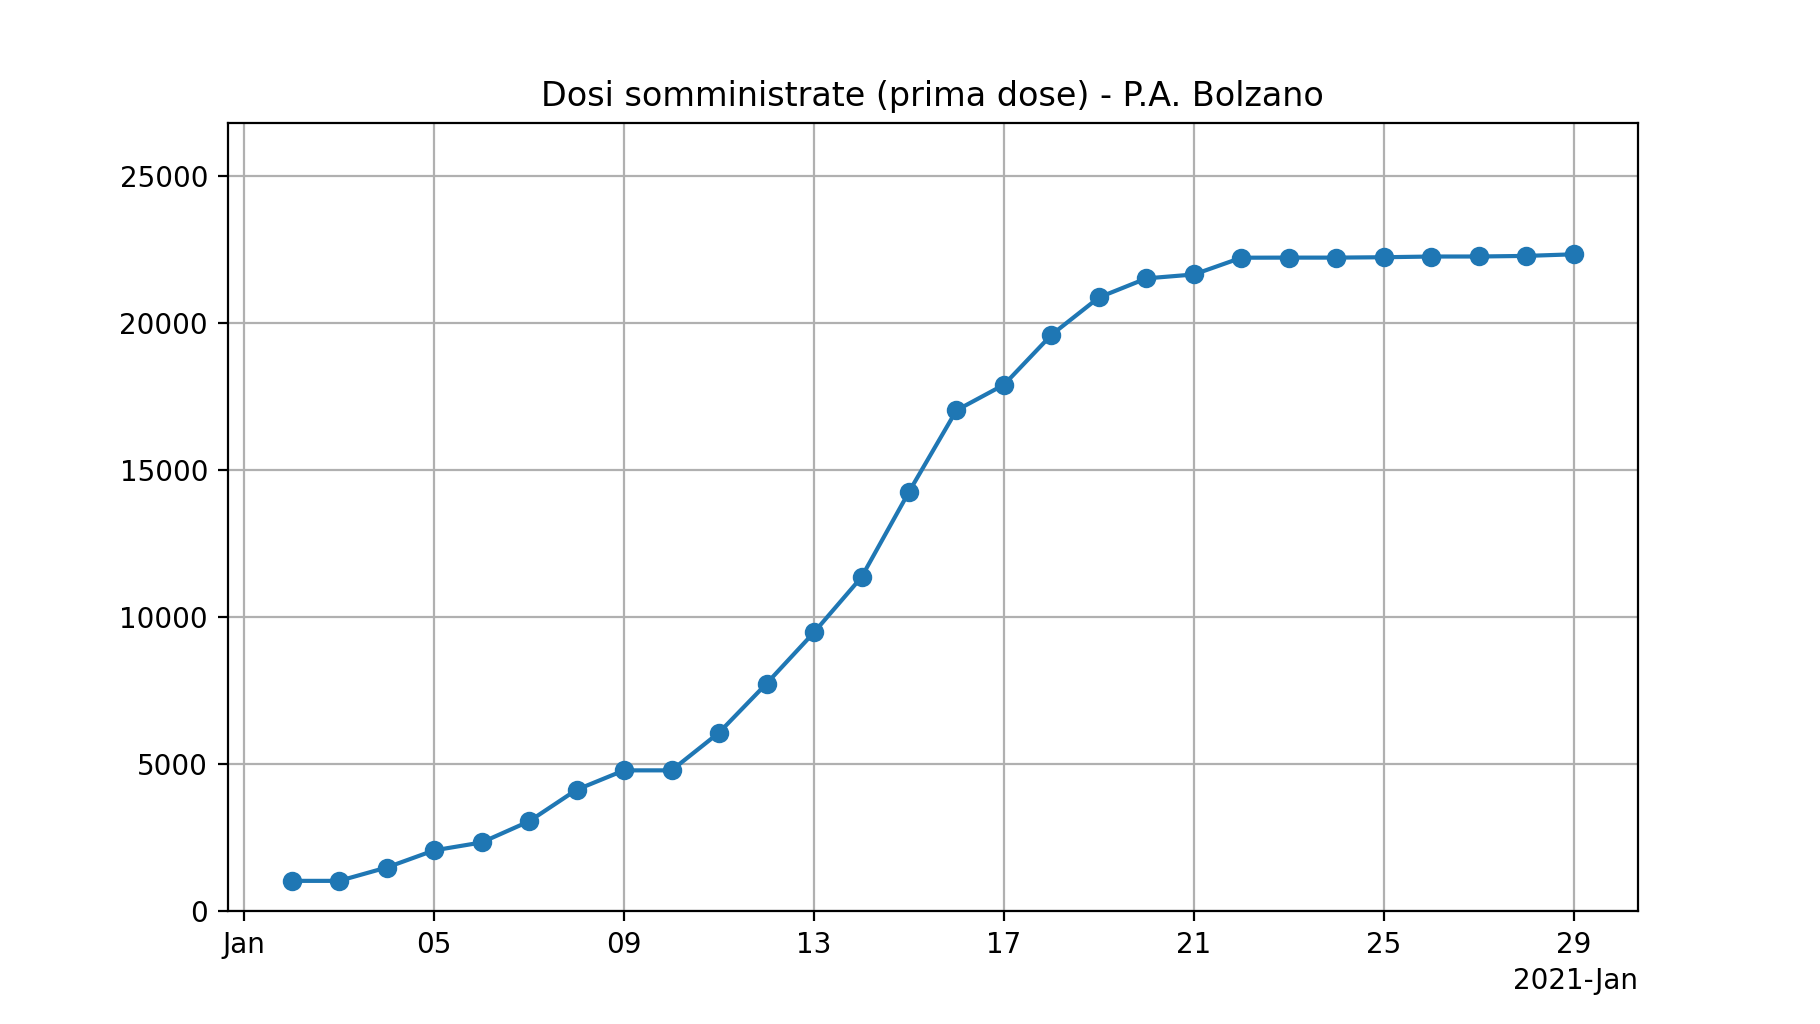 Dosi somministrate (prima dose) - P.A. Bolzano
25000
20000
15000
10000
5000
0
Jan 05 09 13 17 21 25 29
2021-Jan